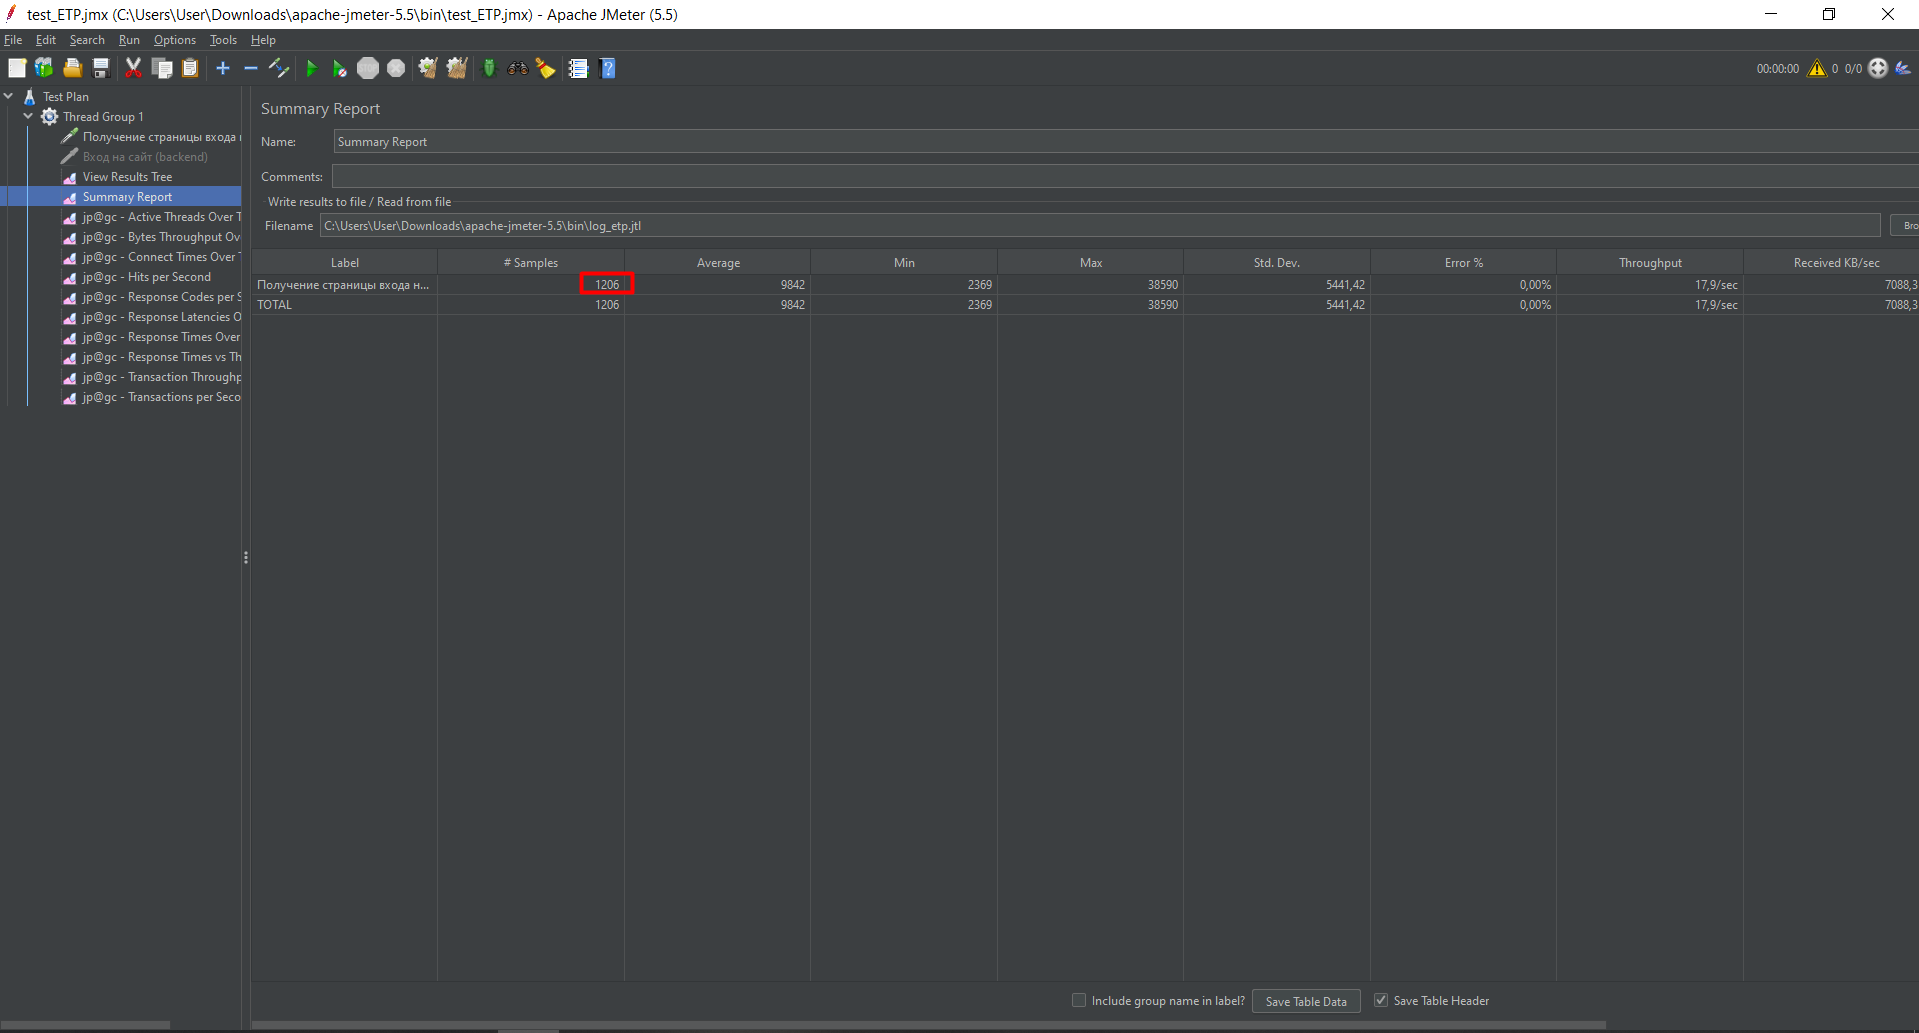 test_ETP.jmx (C:\Users\User\Downloads\apache-jmeter-5.5\bin\test_ETP.jmx) - Apache JMeter (5.5)
File Edit Search Run Options Tools Help
00:00:00 0 0/0
Test Plan
Thread Group 1
Получение страницы входа
Вход на сайт (backend)
View Results Tree
Summary Report
jp@gc - Active Threads Over T
jp@gc - Bytes Throughput Ov
jp@gc - Connect Times Over T
jp@gc - Hits per Second
jp@gc - Response Codes per S
jp@gc - Response Latencies O
jp@gc - Response Times Over
jp@gc - Response Times vs Th
jp@gc - Transaction Throughp
jp@gc - Transactions per Seco
Summary Report
Name: Summary Report
Comments:
Write results to file / Read from file
Filename C:\Users\User\Downloads\apache-jmeter-5.5\bin\log_etp.jtl Bro
Label # Samples Average Min Max Std. Dev. Error % Throughput Received KB/sec
Получение страницы входа н... 1206 9842 2369 38590 5441,42 0,00% 17,9/sec 7088,3
TOTAL 1206 9842 2369 38590 5441,42 0,00% 17,9/sec 7088,3
Include group name in label? Save Table Data Save Table Header